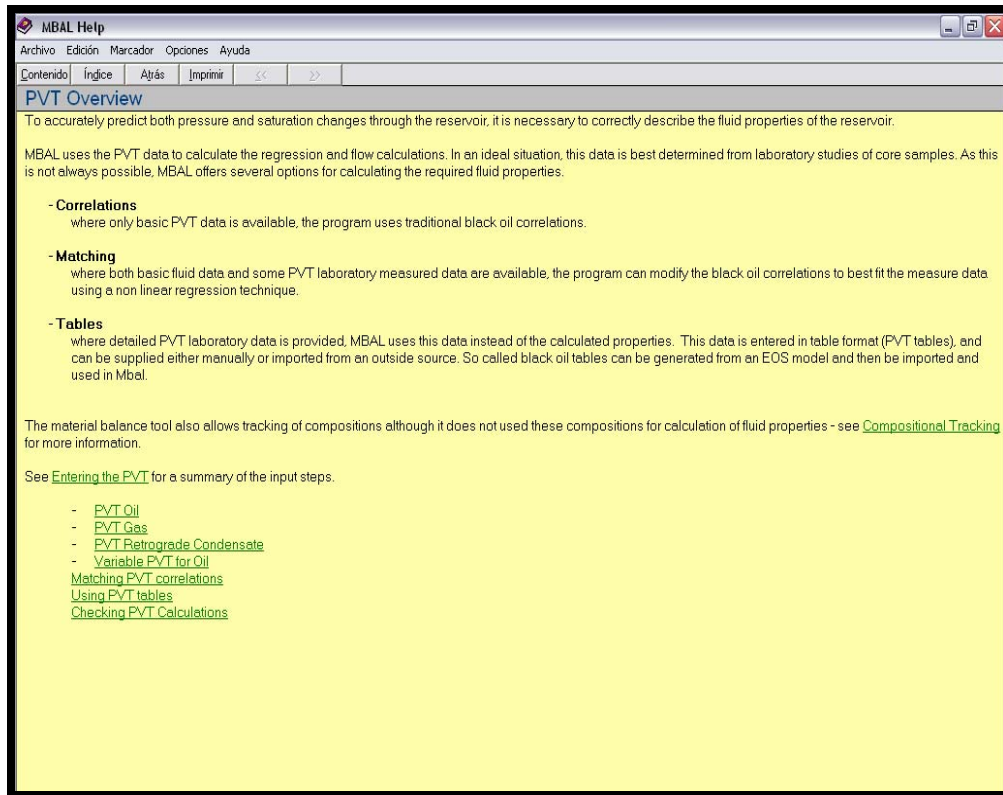 MBAL Help
Archivo Edición Marcador Opciones Ayuda
Contenido Índice Atrás Imprimir << >>
PVT Overview
To accurately predict both pressure and saturation changes through the reservoir, it is necessary to correctly describe the fluid properties of the reservoir.
MBAL uses the PVT data to calculate the regression and flow calculations. In an ideal situation, this data is best determined from laboratory studies of core samples. As this
is not always possible, MBAL offers several options for calculating the required fluid properties.
- Correlations
where only basic PVT data is available, the program uses traditional black oil correlations.
- Matching
where both basic fluid data and some PVT laboratory measured data are available, the program can modify the black oil correlations to best fit the measure data
using a non linear regression technique.
- Tables
where detailed PVT laboratory data is provided, MBAL uses this data instead of the calculated properties. This data is entered in table format (PVT tables), and
can be supplied either manually or imported from an outside source. So called black oil tables can be generated from an EOS model and then be imported and
used in Mbal.
The material balance tool also allows tracking of compositions although it does not used these compositions for calculation of fluid properties - see Compositional Tracking
for more information.
See Entering the PVT for a summary of the input steps.
- PVT Oil
- PVT Gas
- PVT Retrograde Condensate
- Variable PVT for Oil
Matching PVT correlations
Using PVT tables
Checking PVT Calculations